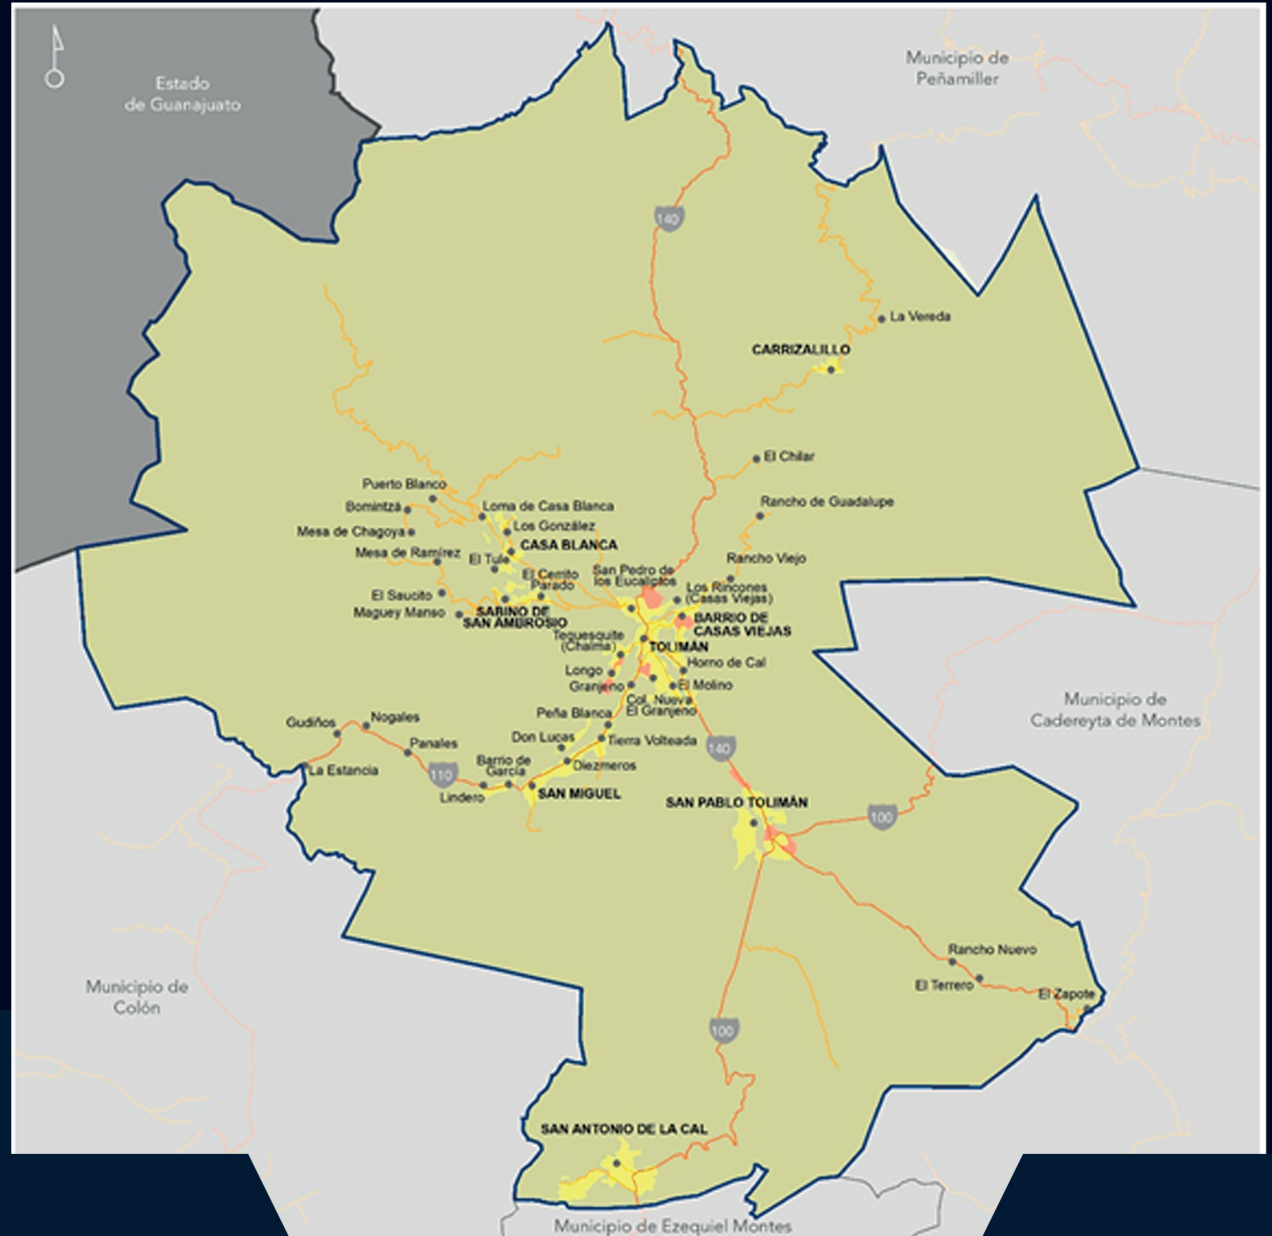 Estado
de Guanajuato
Municipio de
Peñamiller
140
La Vereda
CARRIZALILLO
El Chilar
Puerto Blanco
Bomintzá
Loma de Casa Blanca
Rancho de Guadalupe
Mesa de Chagoya
Los González
CASA BLANCA
Mesa de Ramírez
El Tule
Rancho Viejo
San Pedro de
los Eucaliptos
El Cerrito
Parado
Los Rincones
(Casas Viejas)
El Saucito
Maguey Manso
SABINO DE
SAN AMBROSIO
BARRIO DE
CASAS VIEJAS
Tequesquite
(Chalma)
TOLIMÁN
Horno de Cal
Longo
Granjeno
El Molino
Col. Nueva
El Granjeno
Municipio de
Cadereyta de Montes
Peña Blanca
Gudiños
Nogales
Don Lucas
Tierra Volteada
Panales
140
La Estancia
110
Barrio de
García
Diezmeros
Lindero
SAN MIGUEL
SAN PABLO TOLIMÁN
100
Rancho Nuevo
El Terrero
El Zapote
Municipio de
Colón
100
SAN ANTONIO DE LA CAL
Municipio de Ezequiel Montes